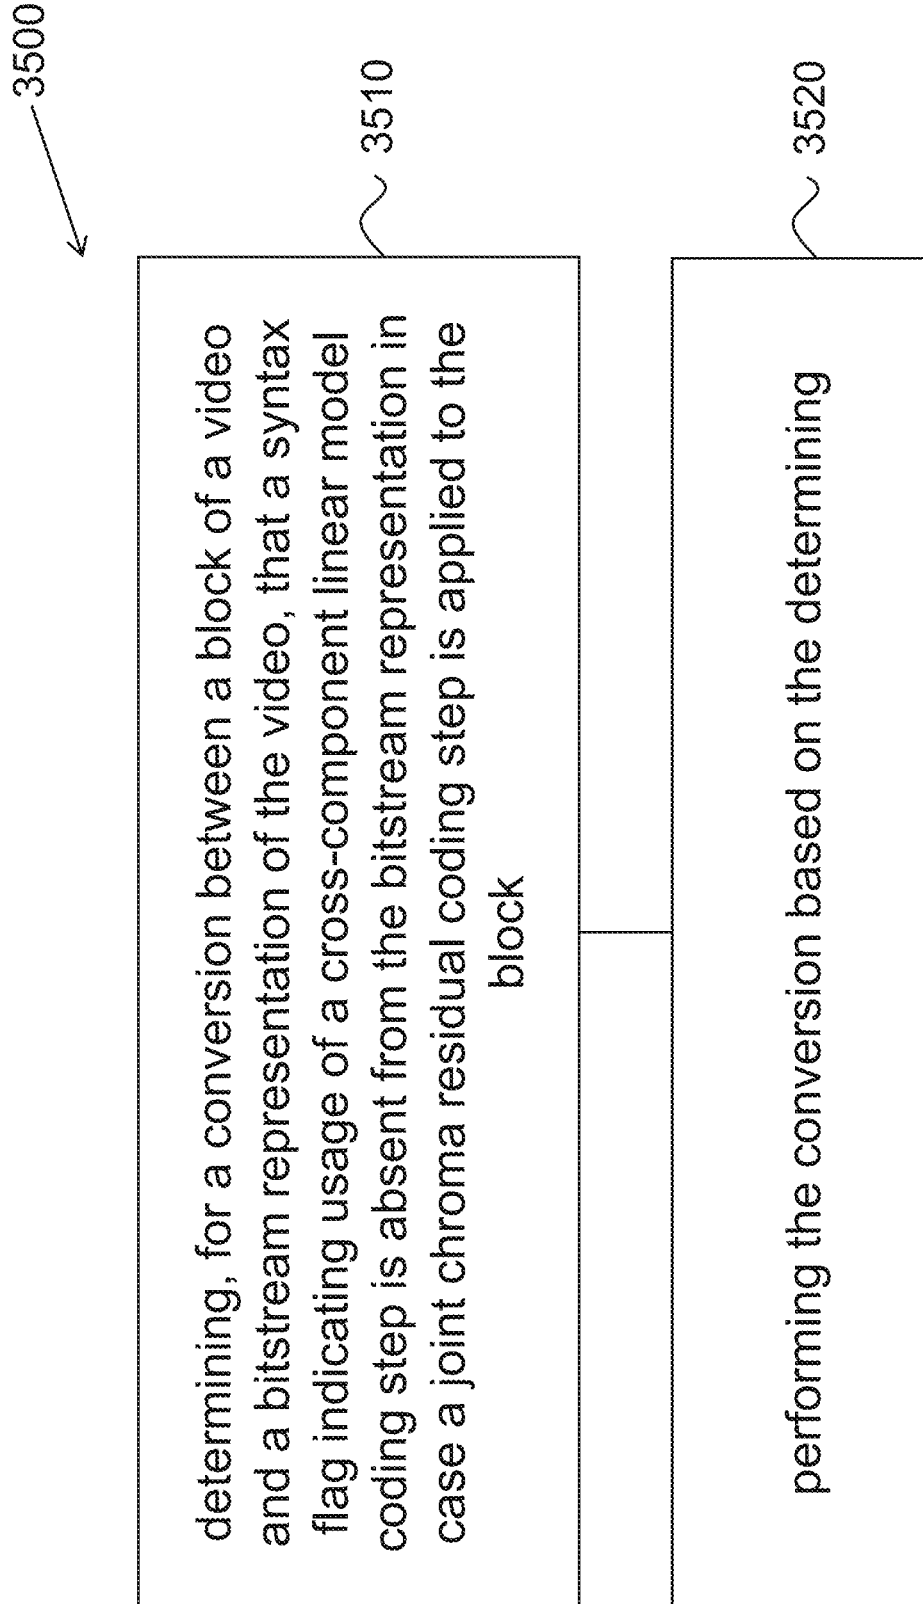 3500
determining, for a conversion between a block of a video
and a bitstream representation of the video, that a syntax
flag indicating usage of a cross-component linear model
coding step is absent from the bitstream representation in
case a joint chroma residual coding step is applied to the
block
3510
performing the conversion based on the determining
3520